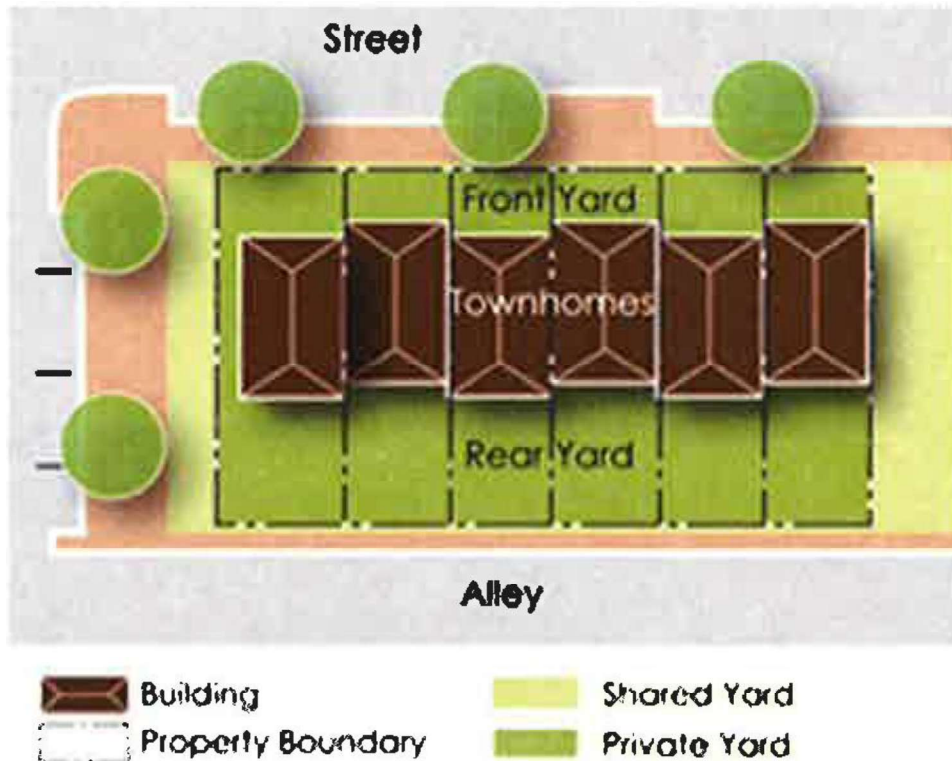 Street
Front Yard
Townhomes
Rear Yard
Alley
Building
Shared Yard
Property Boundary
Private Yard